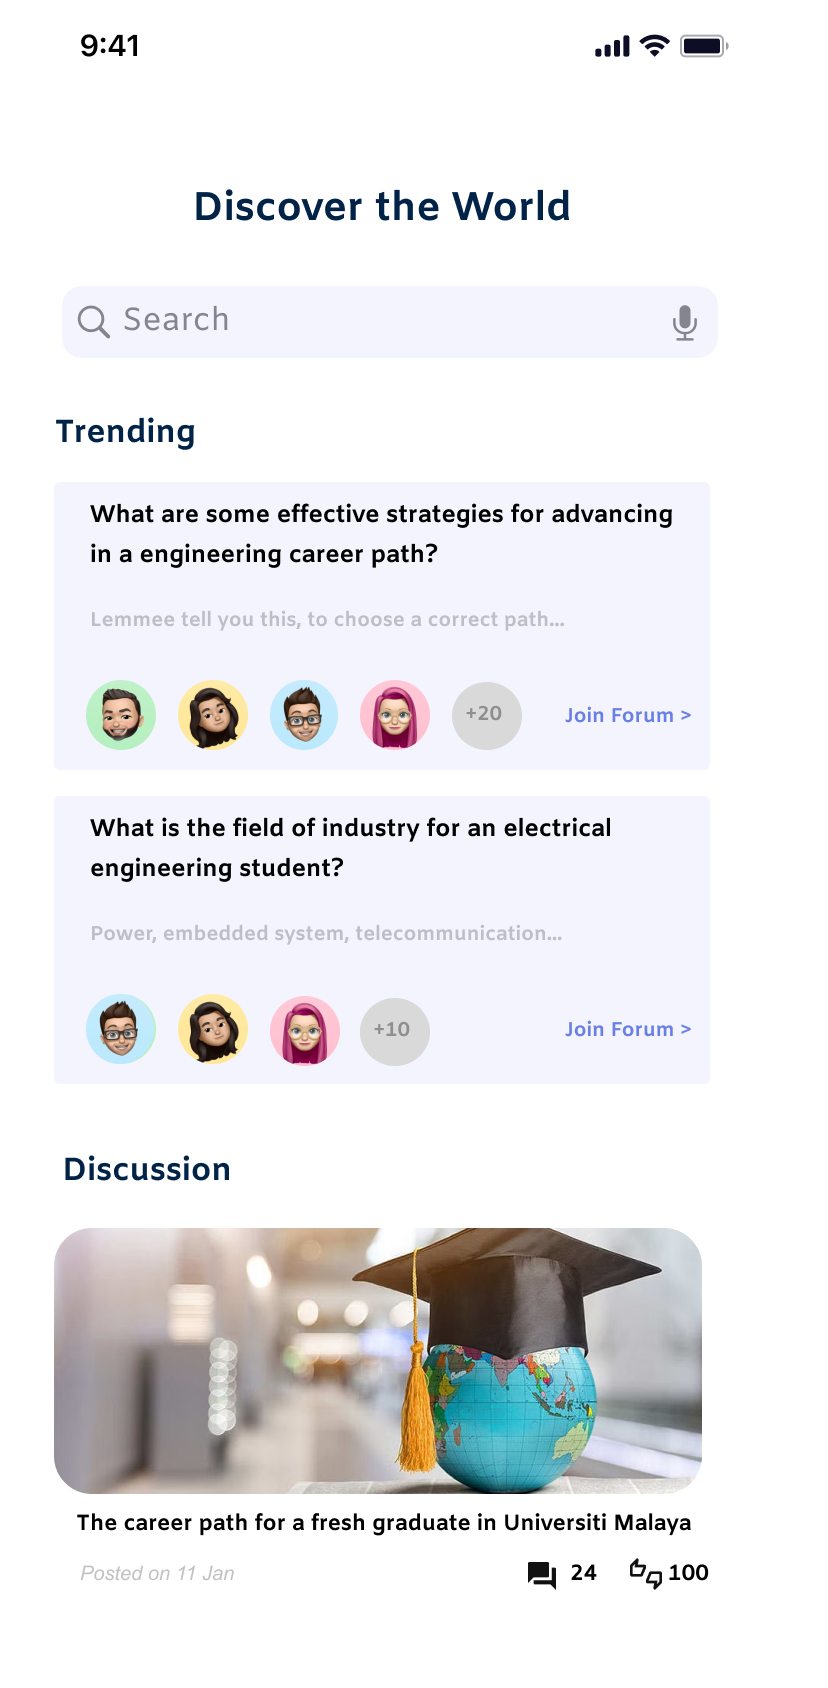 9:41
Discover the World
Search
Trending
What are some effective strategies for advancing
in a engineering career path?
Lemmee tell you this, to choose a correct path...
+20
Join Forum >
What is the field of industry for an electrical
engineering student?
Power, embedded system, telecommunication...
+10
Join Forum >
Discussion
The career path for a fresh graduate in Universiti Malaya
Posted on 11 Jan
24
100